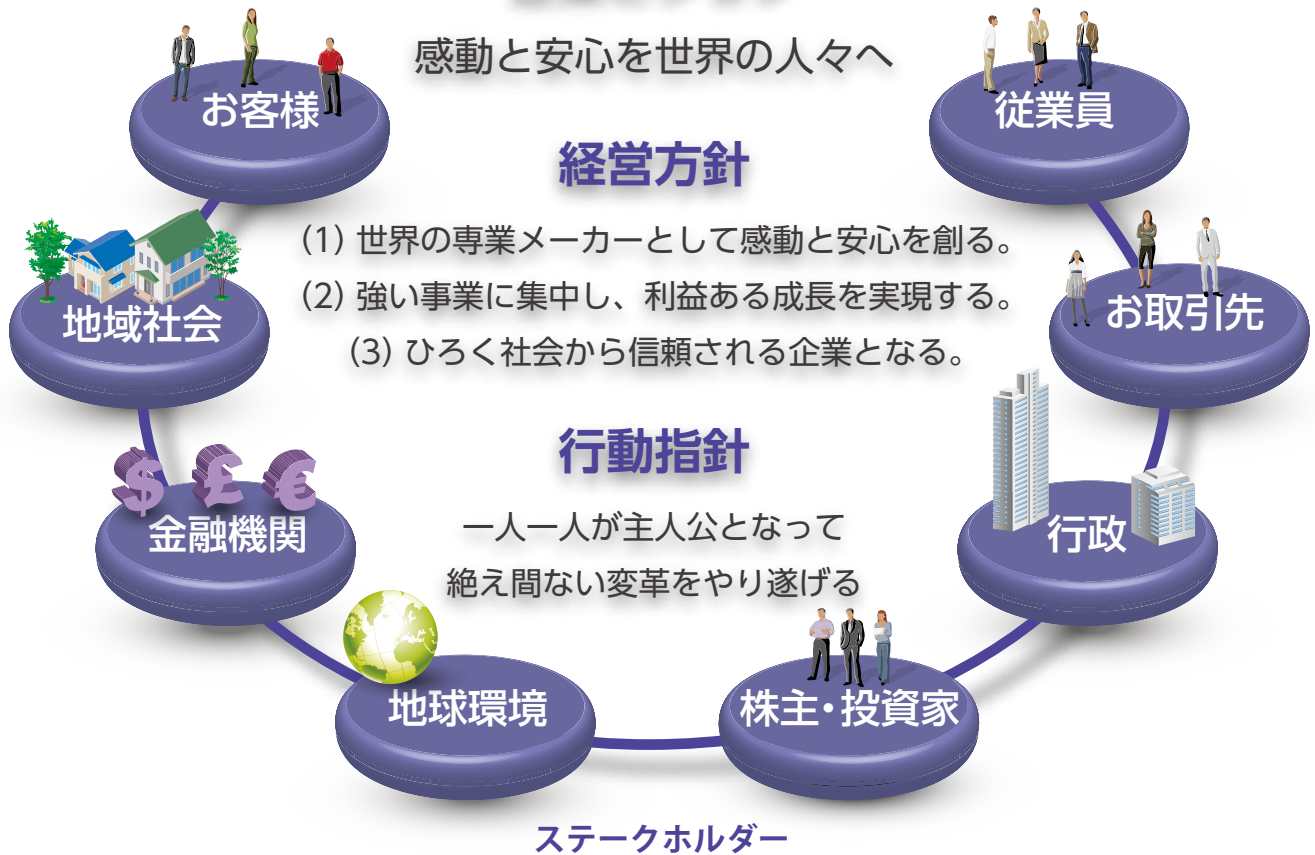 感動と安心を世界の人々へ
お客様
従業員
経営方針
(1) 世界の専業メーカーとして感動と安心を創る。
(2) 強い事業に集中し、利益ある成長を実現する。
(3) ひろく社会から信頼される企業となる。
地域社会
お取引先
行動指針
一人一人が主人公となって
絶え間ない変革をやり遂げる
金融機関
行政
地球環境
株主・投資家
ステークホルダー
$ £ €